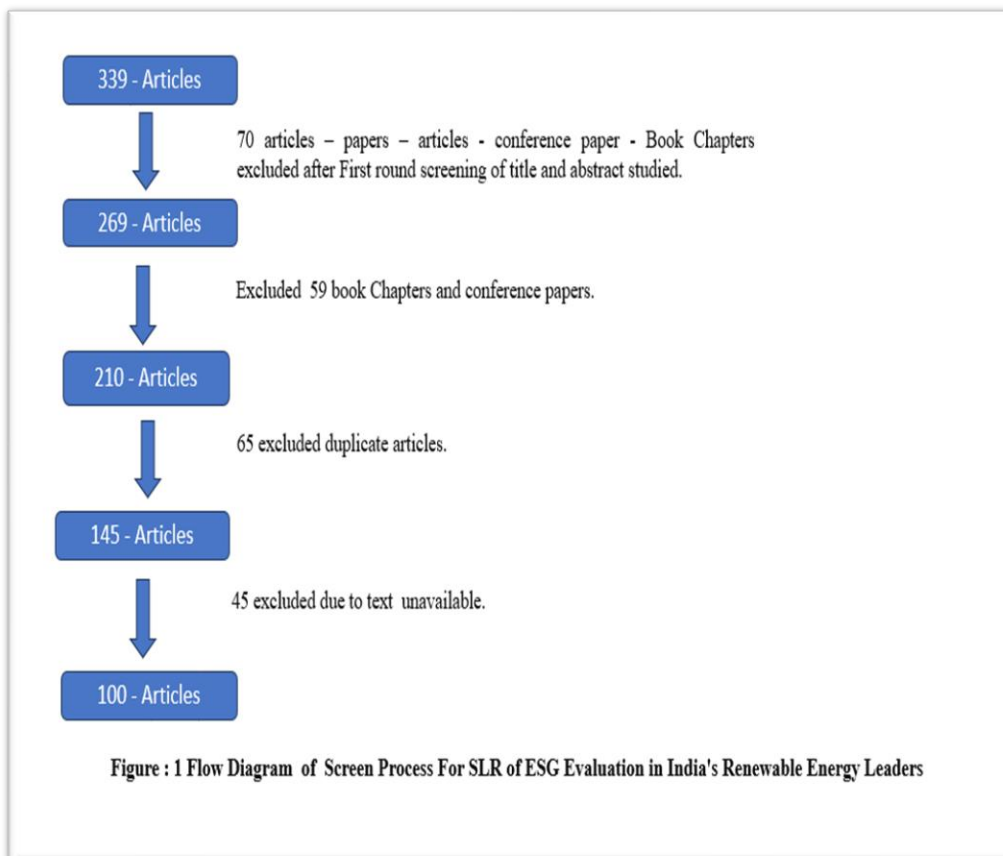 339 - Articles
70 articles – papers – articles - conference paper - Book Chapters
excluded after First round screening of title and abstract studied.
269 - Articles
Excluded 59 book Chapters and conference papers.
210 - Articles
65 excluded duplicate articles.
145 - Articles
45 excluded due to text unavailable.
100 - Articles
Figure : 1 Flow Diagram of Screen Process For SLR of ESG Evaluation in India's Renewable Energy Leaders